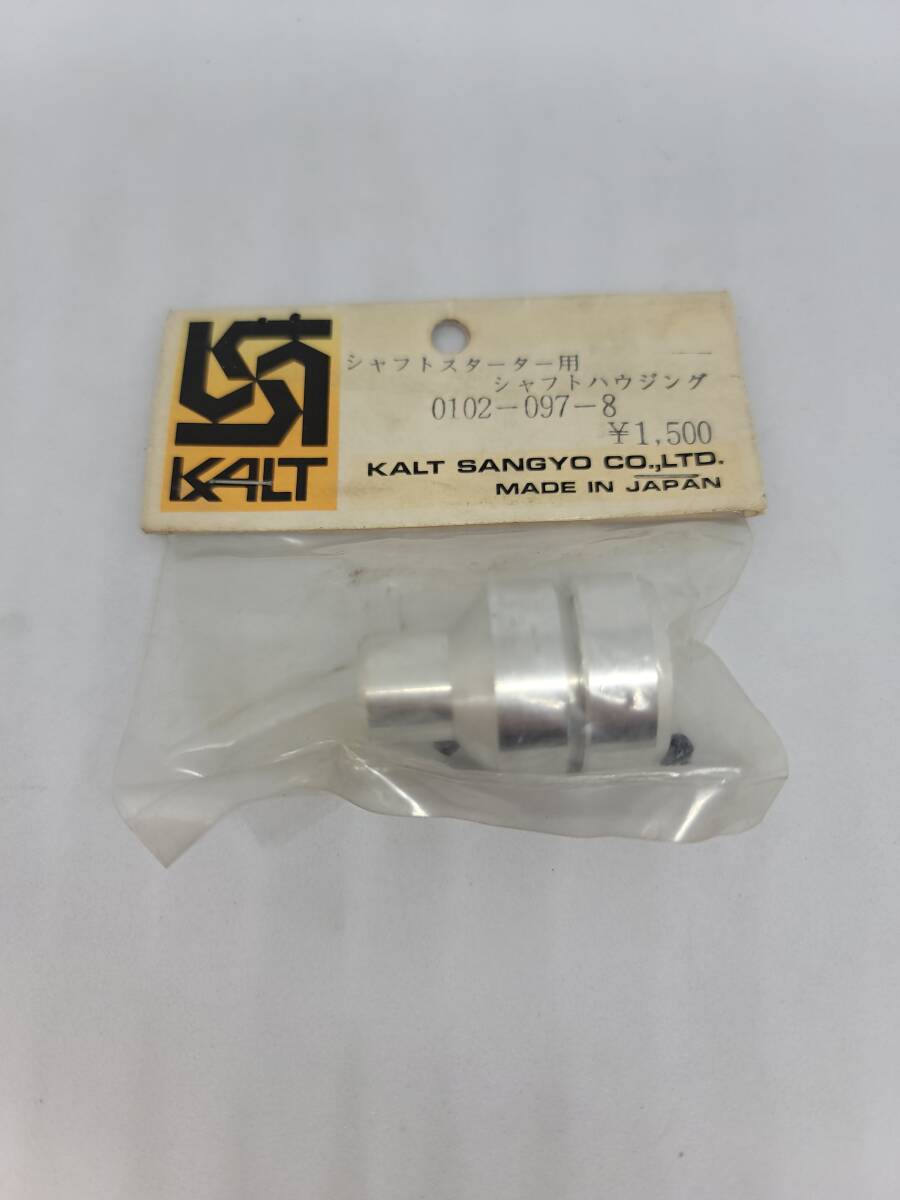 KALT
シャフトスターター用
シャフトハウジング
0102-097-8
¥1,500
KALT SANGYO CO.,LTD.
MADE IN JAPAN